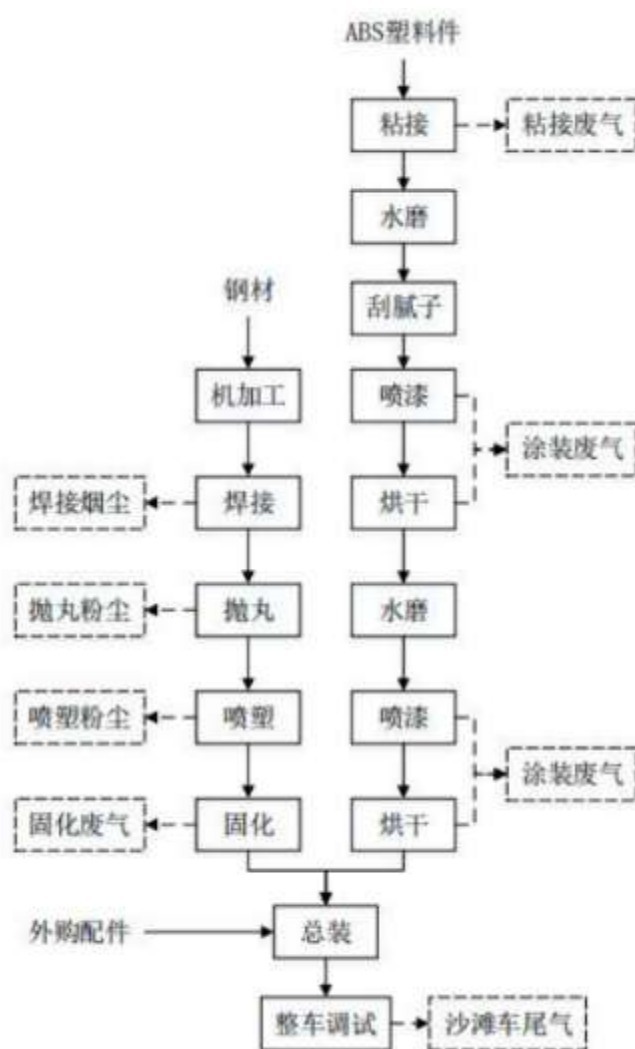 ABS塑料件
粘接
粘接废气
水磨
钢材
刮腻子
机加工
喷漆
涂装废气
焊接烟尘
焊接
烘干
抛丸粉尘
抛丸
水磨
喷塑粉尘
喷塑
喷漆
涂装废气
固化废气
固化
烘干
外购配件
总装
整车调试
沙滩车尾气